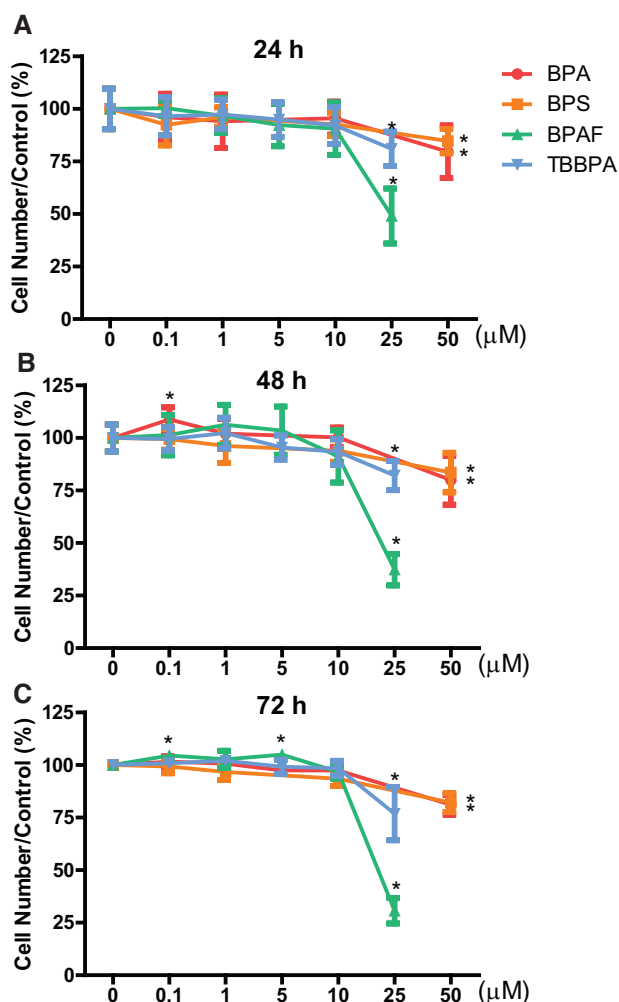 A
24 h
Cell Number/Control (%)
125
100
75
50
25
0
0 0.1 1 5 10 25 50 (μM)
* * * *
BPA
BPS
BPAF
TBBPA
B
48 h
Cell Number/Control (%)
125
100
75
50
25
0
0 0.1 1 5 10 25 50 (μM)
* * * * *
C
72 h
Cell Number/Control (%)
125
100
75
50
25
0
0 0.1 1 5 10 25 50 (μM)
* * * * * *